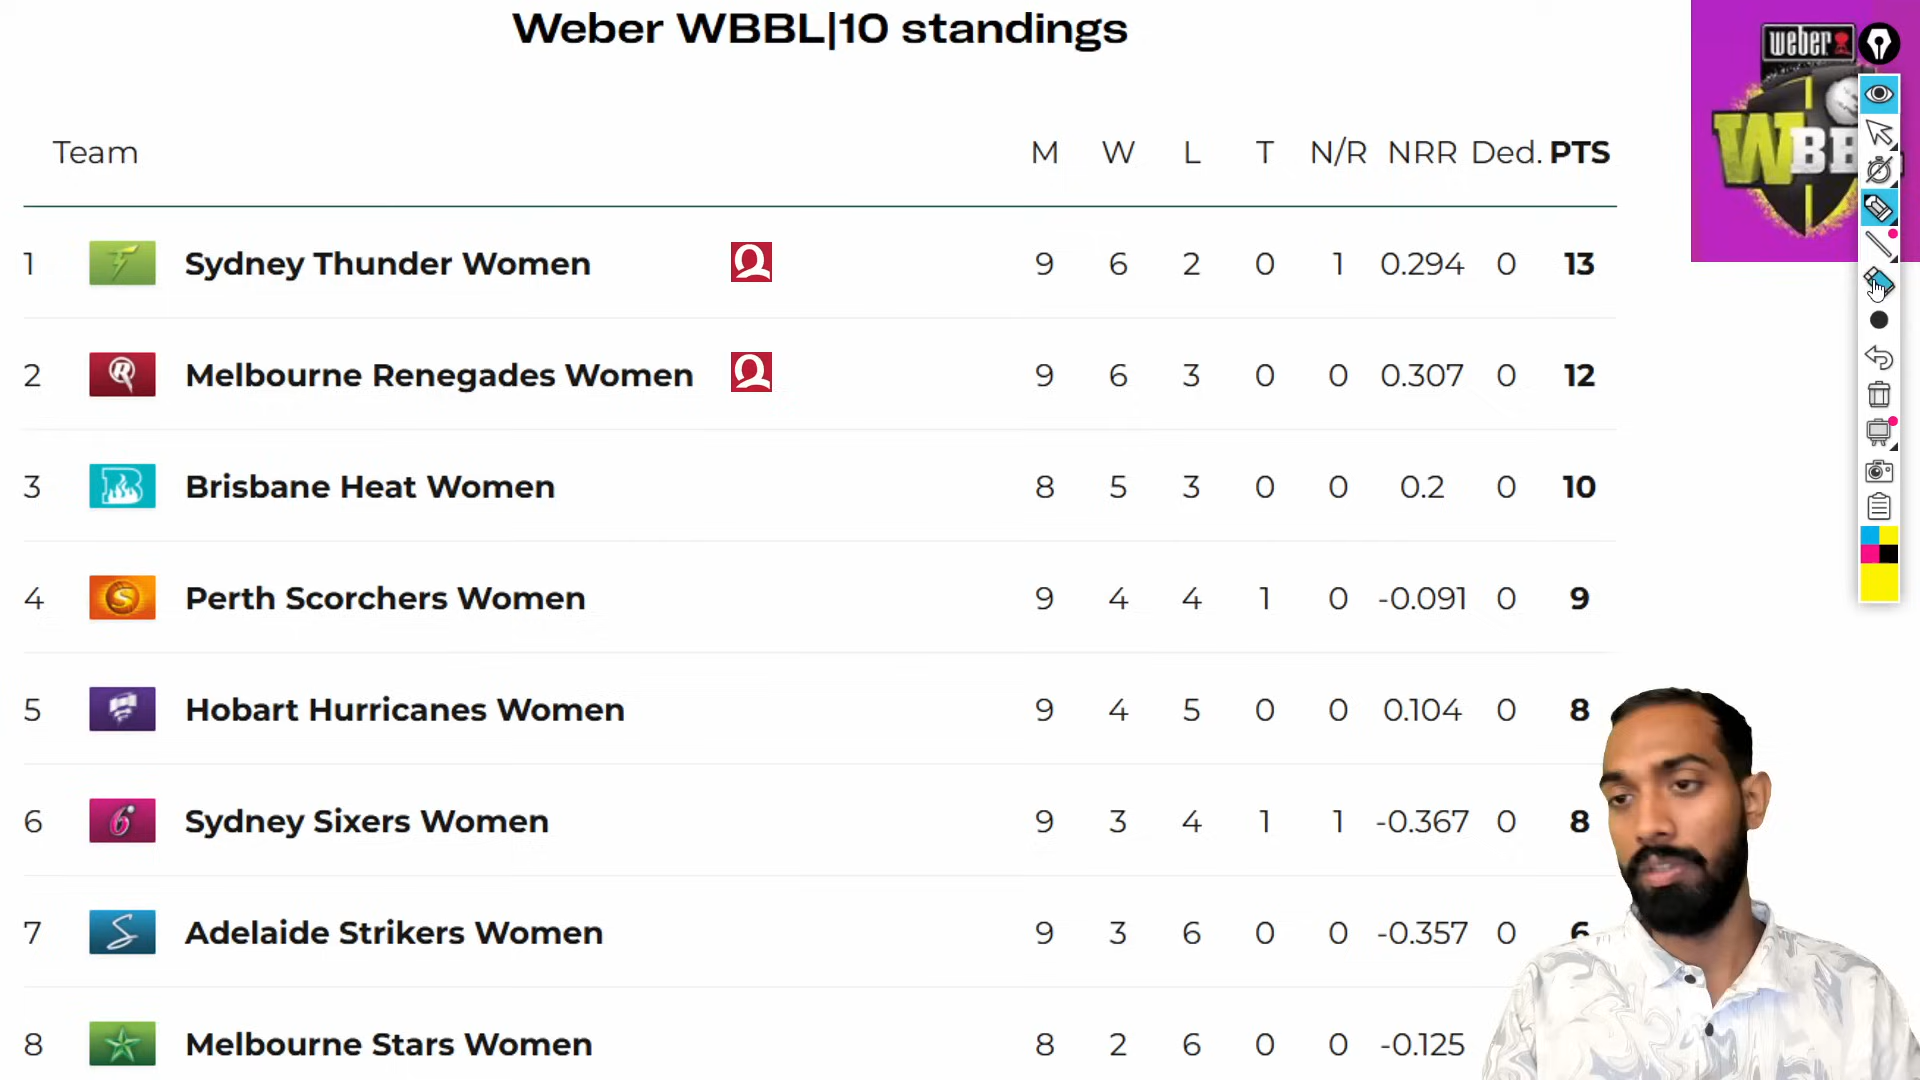 Weber WBBL|10 standings
weber
WBB
Team M W L T N/R NRR Ded. PTS
1 Sydney Thunder Women Q 9 6 2 0 1 0.294 0 13
2 Melbourne Renegades Women Q 9 6 3 0 0 0.307 0 12
3 Brisbane Heat Women 8 5 3 0 0 0.2 0 10
4 Perth Scorchers Women 9 4 4 1 0 -0.091 0 9
5 Hobart Hurricanes Women 9 4 5 0 0 0.104 0 8
6 Sydney Sixers Women 9 3 4 1 1 -0.367 0 8
7 Adelaide Strikers Women 9 3 6 0 0 -0.357 0 6
8 Melbourne Stars Women 8 2 6 0 0 -0.125